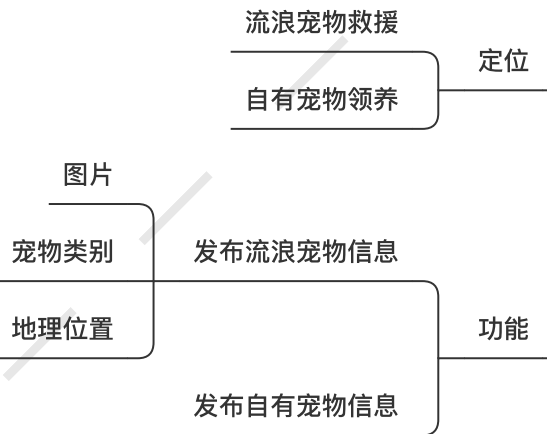 流浪宠物救援
定位
自有宠物领养
图片
宠物类别
发布流浪宠物信息
地理位置
功能
发布自有宠物信息